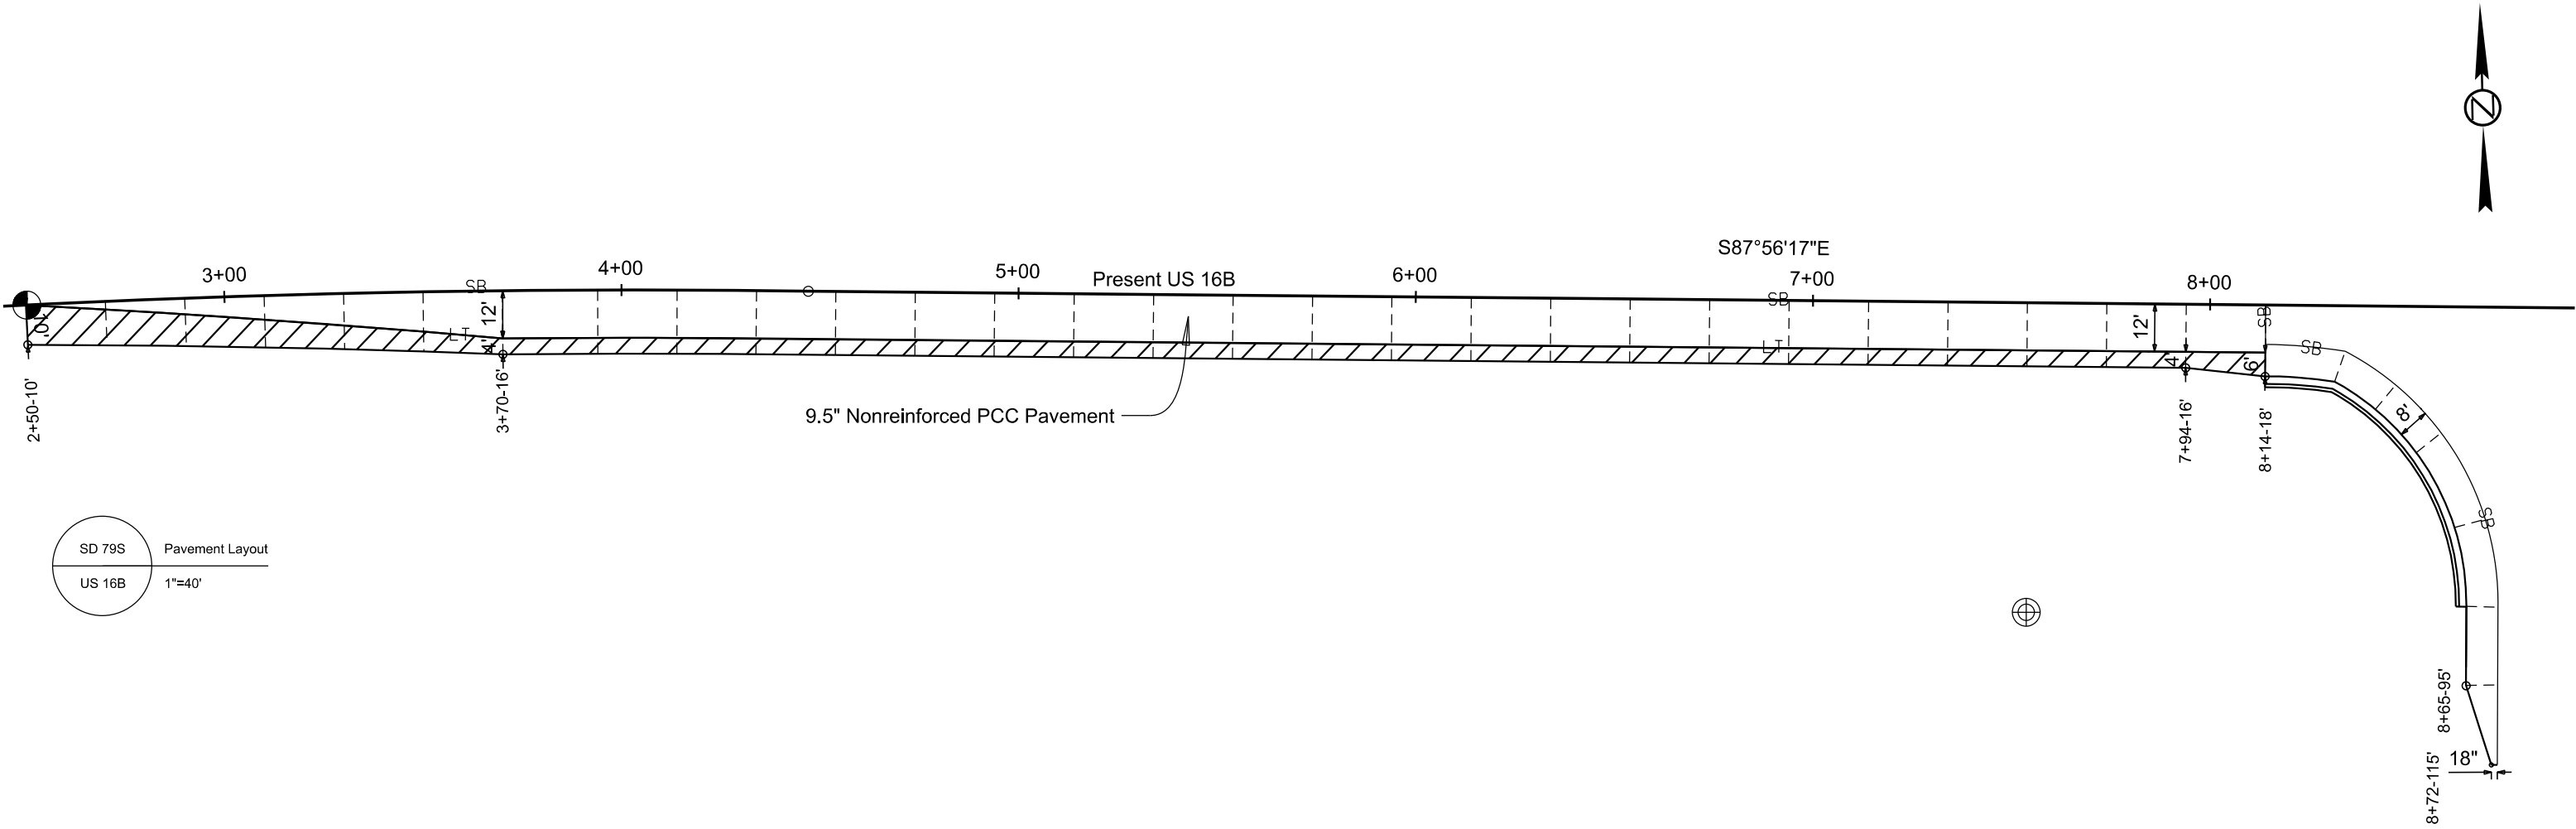 N
S87°56'17"E
3+00
4+00
5+00
Present US 16B
6+00
7+00
8+00
SB
SB
SB
SB
SB
10'
12'
4'
LT
LT
12'
4'
6'
8'
2+50-10'
3+70-16'
9.5" Nonreinforced PCC Pavement
7+94-16'
8+14-18'
SD 79S
Pavement Layout
US 16B
1"=40'
8+65-95'
8+72-115'
18"